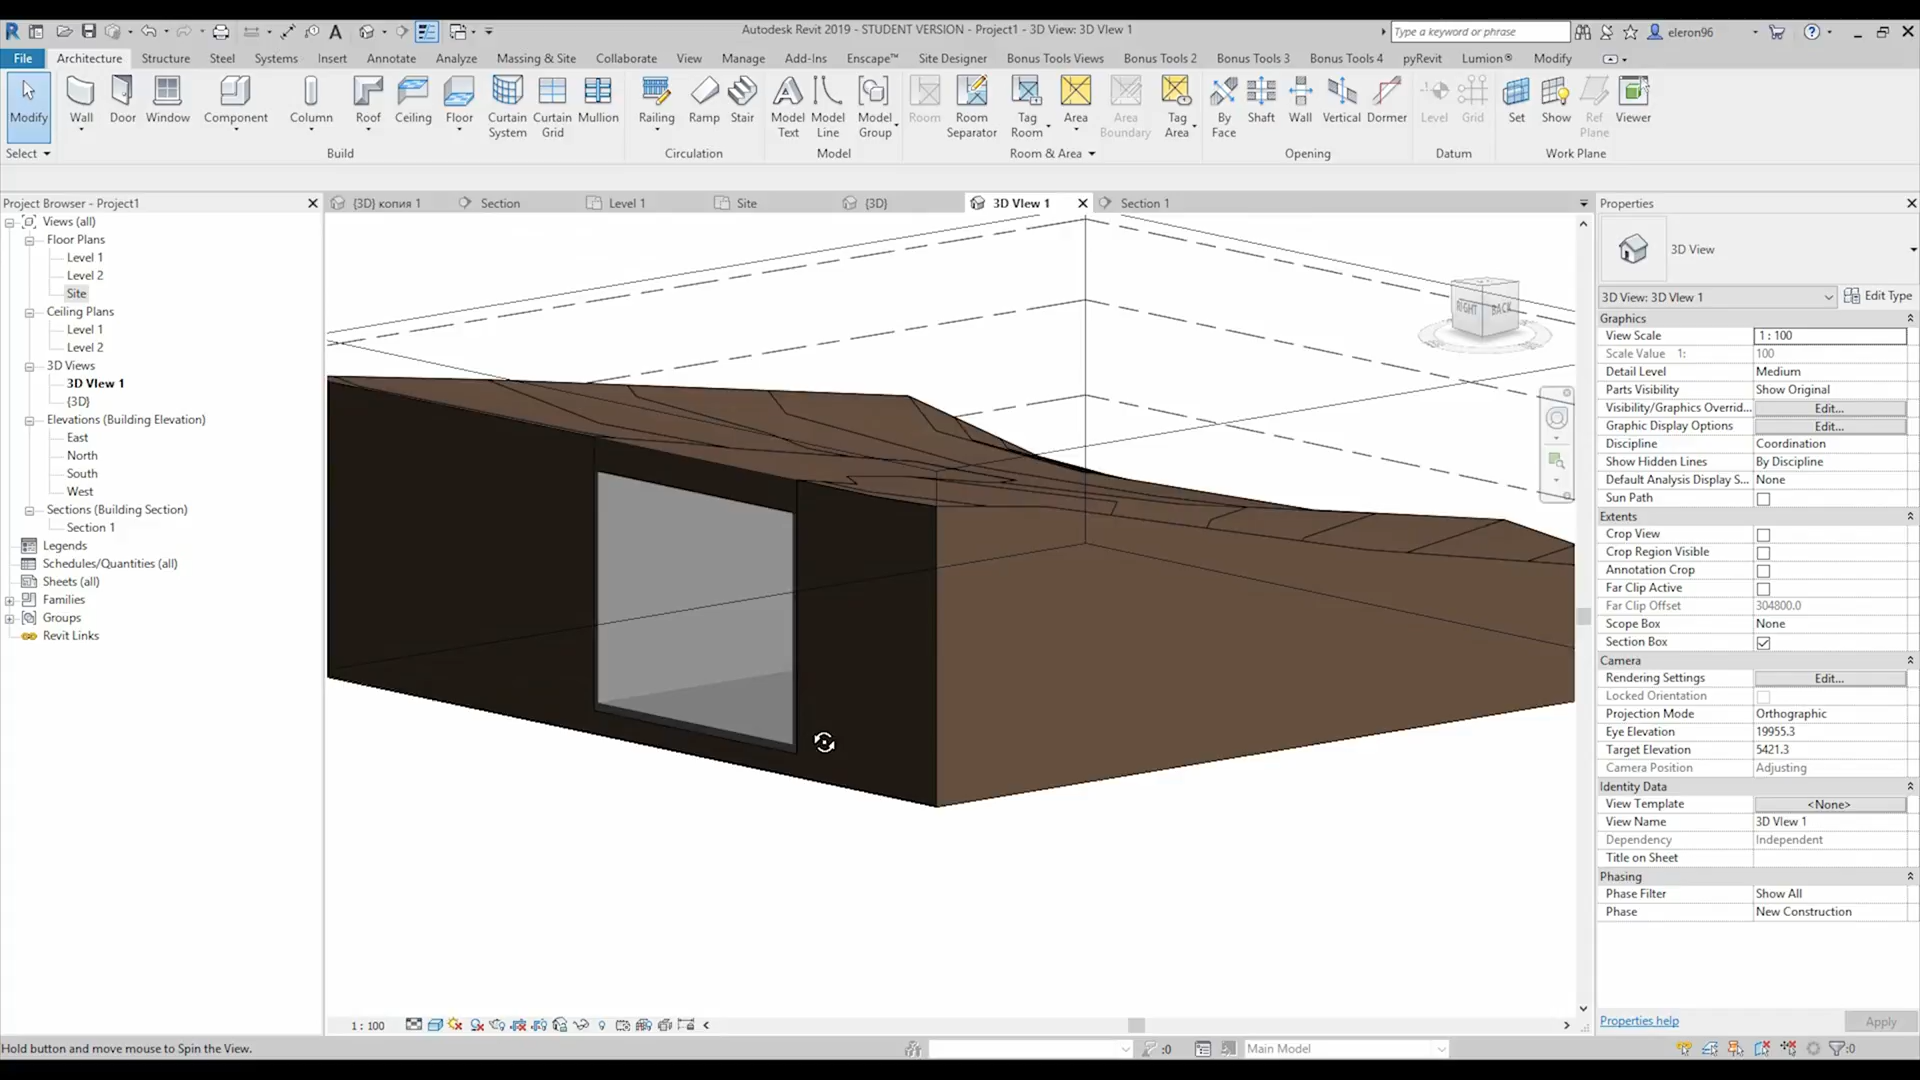 Autodesk Revit 2019 - STUDENT VERSION - Project1 - 3D View: 3D VIew 1
Type a keyword or phrase
eleron96
File Architecture Structure Steel Systems Insert Annotate Analyze Massing & Site Collaborate View Manage Add-Ins Enscape™ Site Designer Bonus Tools Views Bonus Tools 2 Bonus Tools 3 Bonus Tools 4 pyRevit Lumion® Modify
Modify Wall Door Window Component Column Roof Ceiling Floor Curtain System Curtain Grid Mullion Railing Ramp Stair Model Text Model Line Model Group Room Room Separator Tag Room Area Area Boundary Tag Area By Face Shaft Wall Vertical Dormer Level Grid Set Show Ref Plane Viewer
Select Build Circulation Model Room & Area Opening Datum Work Plane
Project Browser - Project1
{3D} копия 1 Section Level 1 Site {3D} 3D VIew 1 Section 1
Properties
Views (all)
Floor Plans
Level 1
Level 2
Site
Ceiling Plans
Level 1
Level 2
3D Views
3D VIew 1
{3D}
Elevations (Building Elevation)
East
North
South
West
Sections (Building Section)
Section 1
Legends
Schedules/Quantities (all)
Sheets (all)
Families
Groups
Revit Links
RIGHT BACK
3D View
3D View: 3D VIew 1 Edit Type
Graphics
View Scale 1 : 100
Scale Value 1: 100
Detail Level Medium
Parts Visibility Show Original
Visibility/Graphics Overrid... Edit...
Graphic Display Options Edit...
Discipline Coordination
Show Hidden Lines By Discipline
Default Analysis Display S... None
Sun Path
Extents
Crop View
Crop Region Visible
Annotation Crop
Far Clip Active
Far Clip Offset 304800.0
Scope Box None
Section Box
Camera
Rendering Settings Edit...
Locked Orientation
Projection Mode Orthographic
Eye Elevation 19955.3
Target Elevation 5421.3
Camera Position Adjusting
Identity Data
View Template <None>
View Name 3D VIew 1
Dependency Independent
Title on Sheet
Phasing
Phase Filter Show All
Phase New Construction
Properties help Apply
1 : 100
Hold button and move mouse to Spin the View.
:0
Main Model
:0